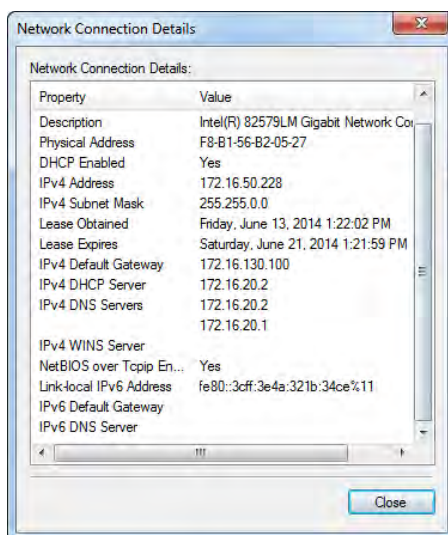 Network Connection Details
Network Connection Details:
Property Value
Description Intel(R) 82579LM Gigabit Network
Physical Address F8-B1-56-B2-05-27
DHCP Enabled Yes
IPv4 Address 172.16.50.228
IPv4 Subnet Mask 255.255.0.0
Lease Obtained Friday, June 13, 2014 1:22:02 PM
Lease Expires Saturday, June 21, 2014 1:21:59 PM
IPv4 Default Gateway 172.16.130.100
IPv4 DHCP Server 172.16.20.2
IPv4 DNS Servers 172.16.20.2
172.16.20.1
IPv4 WINS Server
NetBIOS over Tcpip En... Yes
Link-local IPv6 Address fe80::3cff:3e4a:321b:34ce%11
IPv6 Default Gateway
IPv6 DNS Server
Close